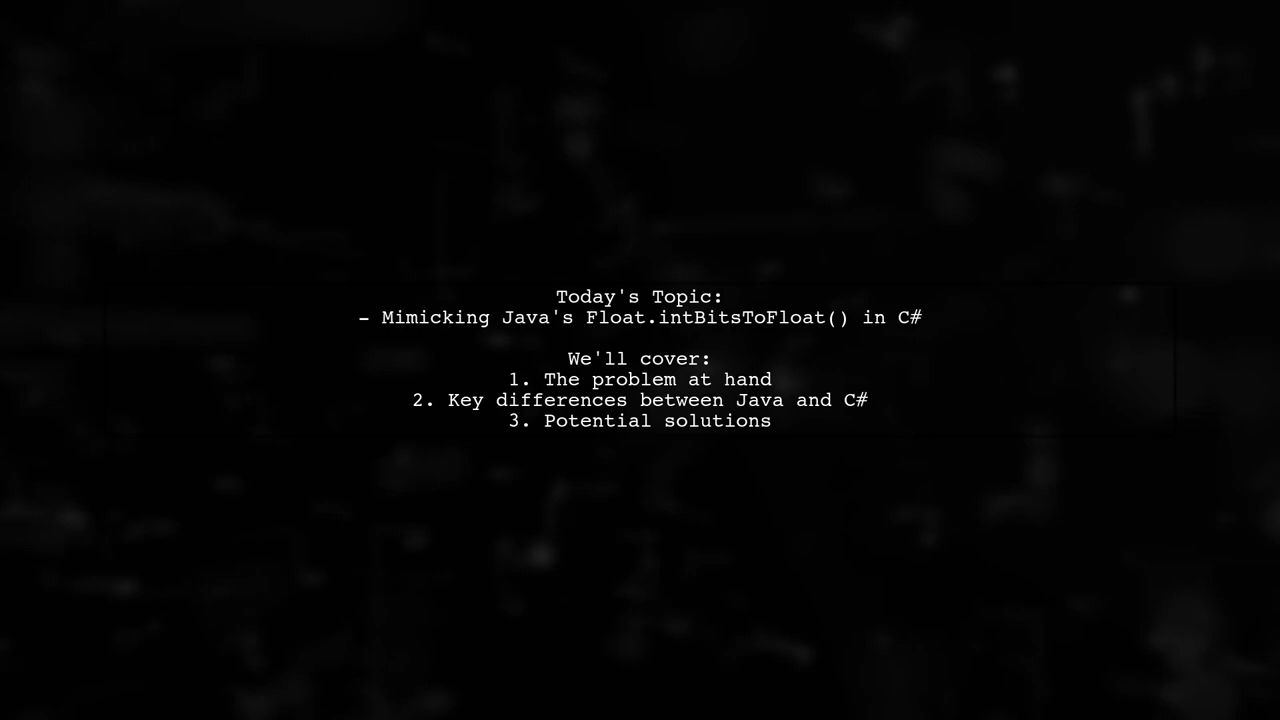 Today's Topic:
- Mimicking Java's Float.intBitsToFloat() in C#
We'll cover:
1. The problem at hand
2. Key differences between Java and C#
3. Potential solutions